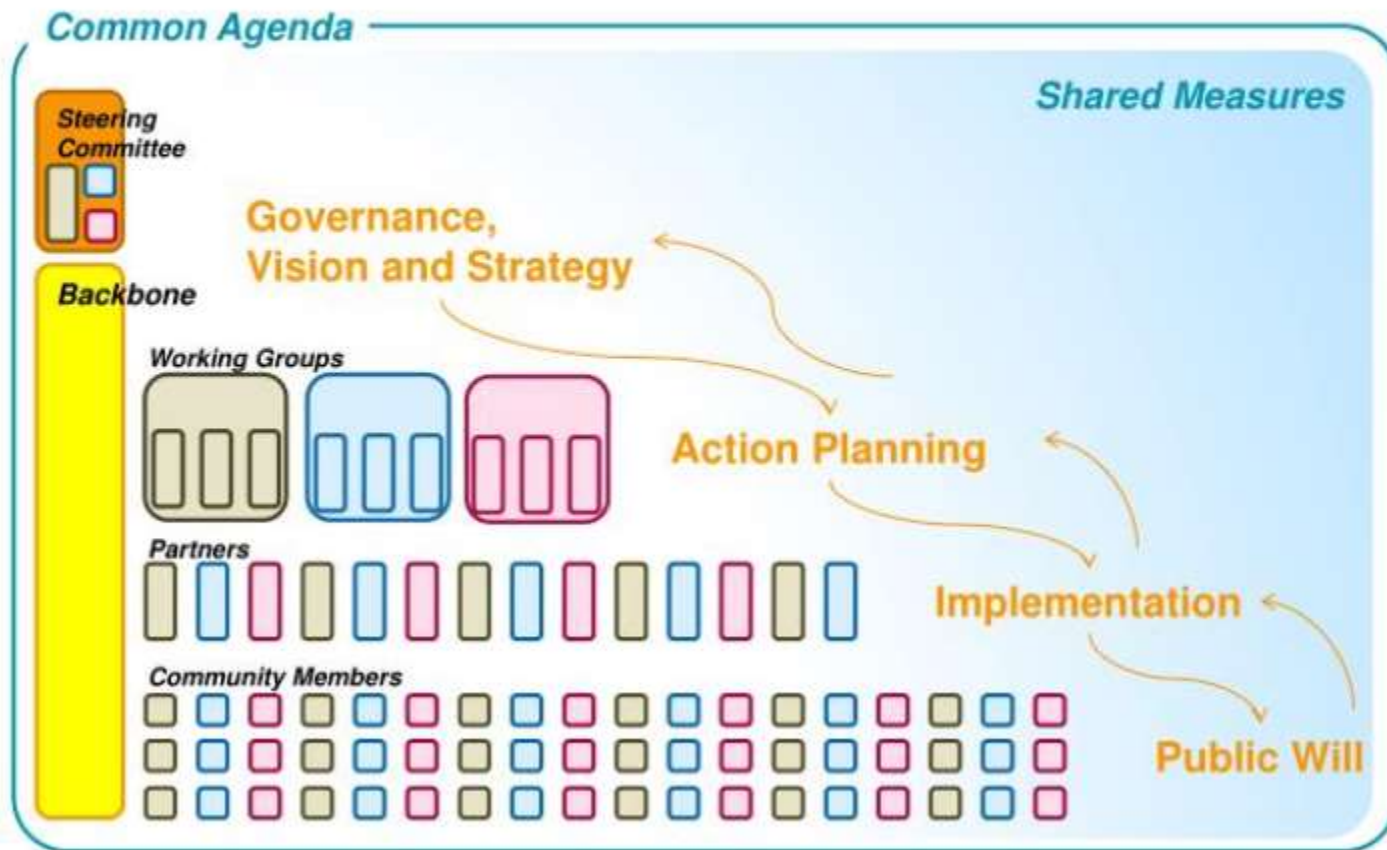 Common Agenda
Shared Measures
Steering
Committee
Governance,
Vision and Strategy
Backbone
Working Groups
Action Planning
Partners
Implementation
Community Members
Public Will